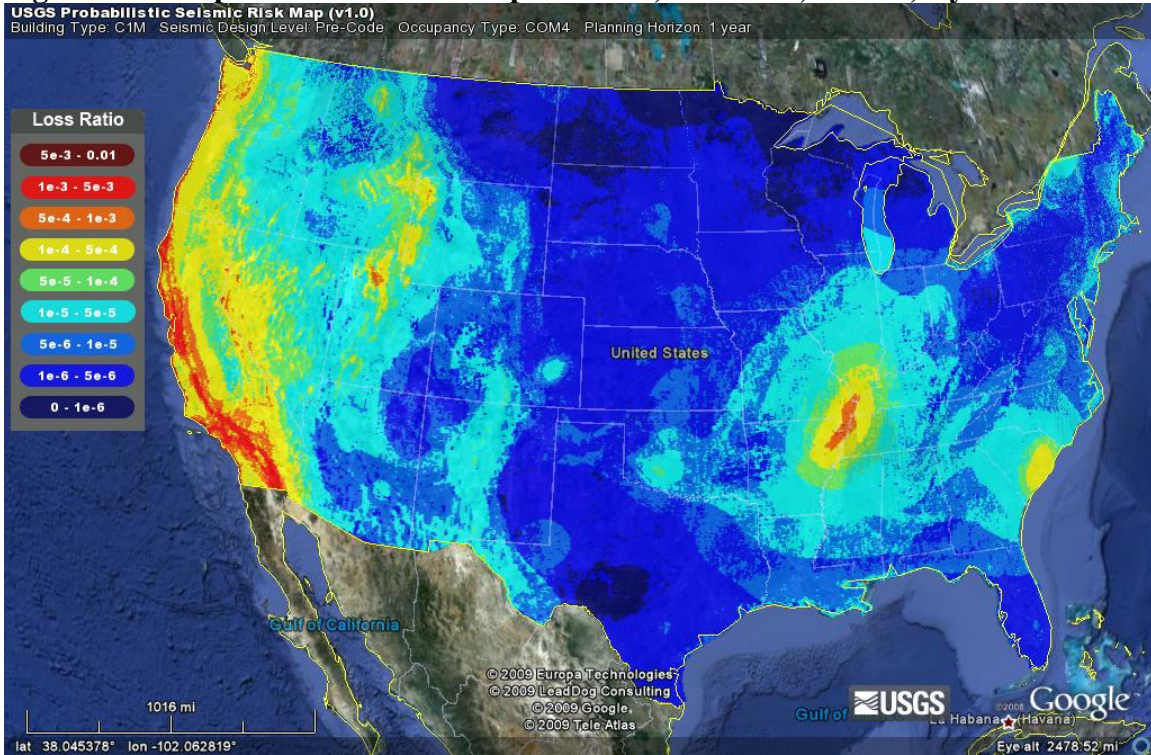 USGS Probabilistic Seismic Risk Map (v1.0)
Building Type: C1M Seismic Design Level: Pre-Code Occupancy Type: COM4 Planning Horizon: 1 year
Loss Ratio
5e-3 - 0.01
1e-3 - 5e-3
5e-4 - 1e-3
1e-4 - 5e-4
5e-5 - 1e-4
1e-5 - 5e-5
5e-6 - 1e-5
1e-6 - 5e-6
0 - 1e-6
United States
Gulf of California
© 2009 Europa Technologies
© 2009 LeadDog Consulting
© 2009 Google
© 2009 Tele Atlas
1016 mi
Gulf of
USGS
©2008 Google
La Habana (Havana)
lat 38.045378° lon -102.062819°
Eye alt 2478.52 mi